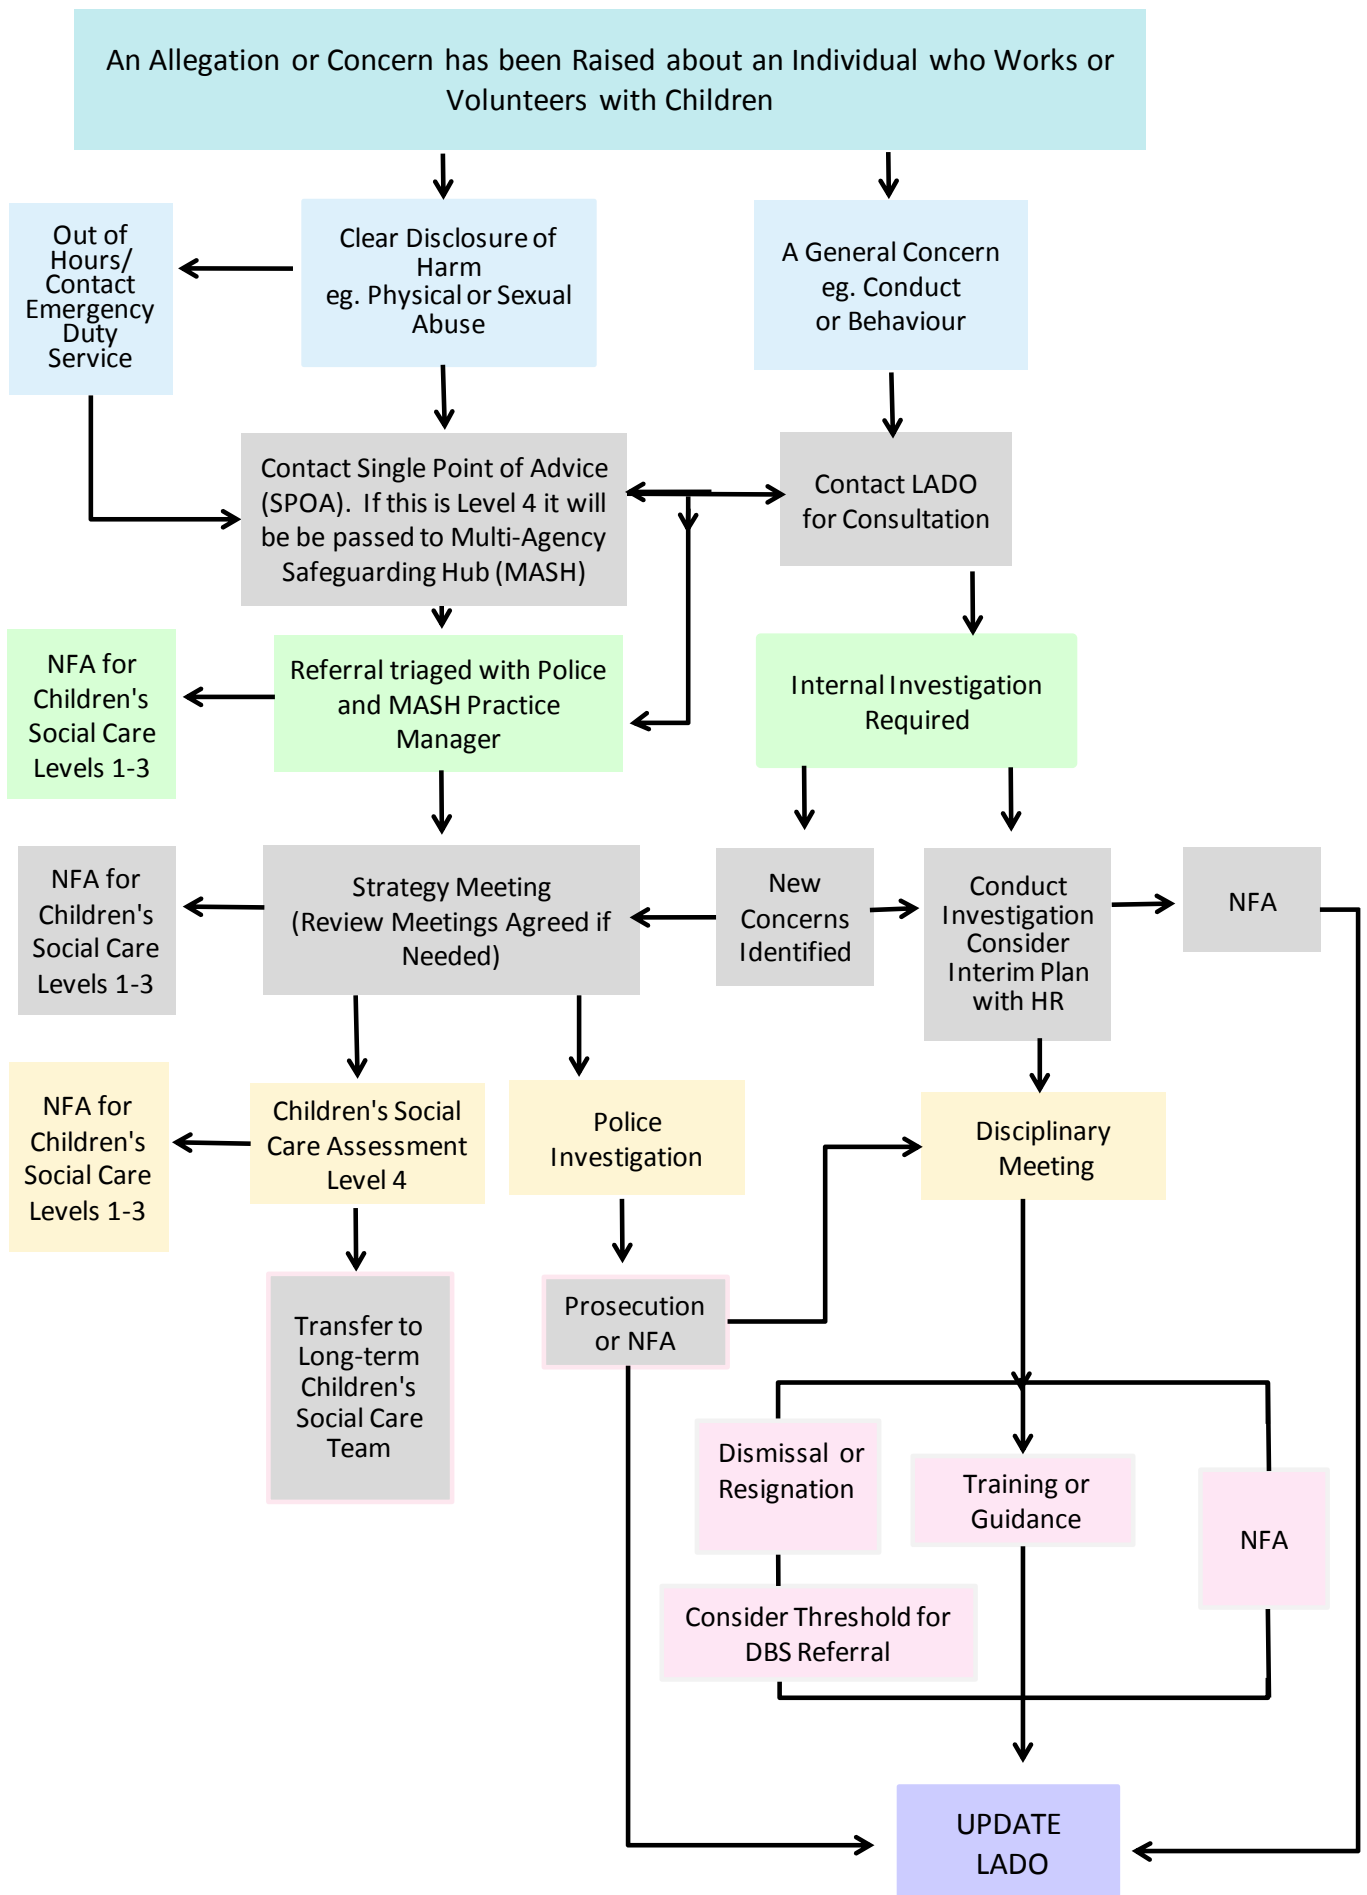 An Allegation or Concern has been Raised about an Individual who Works or
Volunteers with Children
Out of
Hours/
Contact
Emergency
Duty
Service
Clear Disclosure of
Harm
eg. Physical or Sexual
Abuse
A General Concern
eg. Conduct
or Behaviour
Contact Single Point of Advice
(SPOA). If this is Level 4 it will
be be passed to Multi-Agency
Safeguarding Hub (MASH)
Contact LADO
for Consultation
NFA for
Children's
Social Care
Levels 1-3
Referral triaged with Police
and MASH Practice
Manager
Internal Investigation
Required
NFA for
Children's
Social Care
Levels 1-3
Strategy Meeting
(Review Meetings Agreed if
Needed)
New
Concerns
Identified
Conduct
Investigation
Consider
Interim Plan
with HR
NFA
NFA for
Children's
Social Care
Levels 1-3
Children's Social
Care Assessment
Level 4
Police
Investigation
Disciplinary
Meeting
Transfer to
Long-term
Children's
Social Care
Team
Prosecution
or NFA
Dismissal or
Resignation
Training or
Guidance
NFA
Consider Threshold for
DBS Referral
UPDATE
LADO